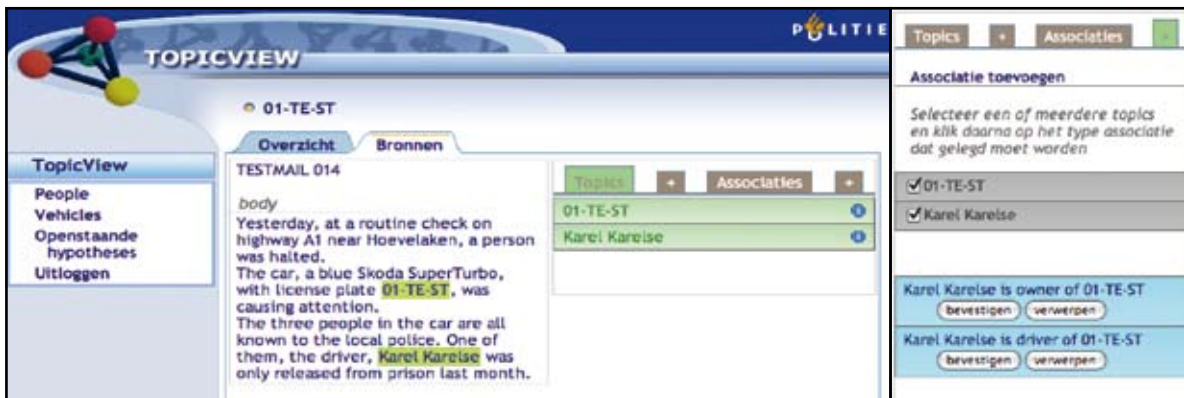 POLITIE
TOPICVIEW
01-TE-ST
Overzicht
Bronnen
TopicView
People
Vehicles
Openstaande
hypotheses
Uitloggen
TESTMAIL 014
body
Yesterday, at a routine check on
highway A1 near Hoevelaken, a person
was halted.
The car, a blue Skoda SuperTurbo,
with license plate 01-TE-ST, was
causing attention.
The three people in the car are all
known to the local police. One of
them, the driver, Karel Karelse was
only released from prison last month.
Topics + Associaties +
01-TE-ST
Karel Karelse
Topics + Associaties +
Associatie toevoegen
Selecteer een of meerdere topics
en klik daarna op het type associatie
dat gelegd moet worden
01-TE-ST
Karel Karelse
Karel Karelse is owner of 01-TE-ST
bevestigen verwerpen
Karel Karelse is driver of 01-TE-ST
bevestigen verwerpen